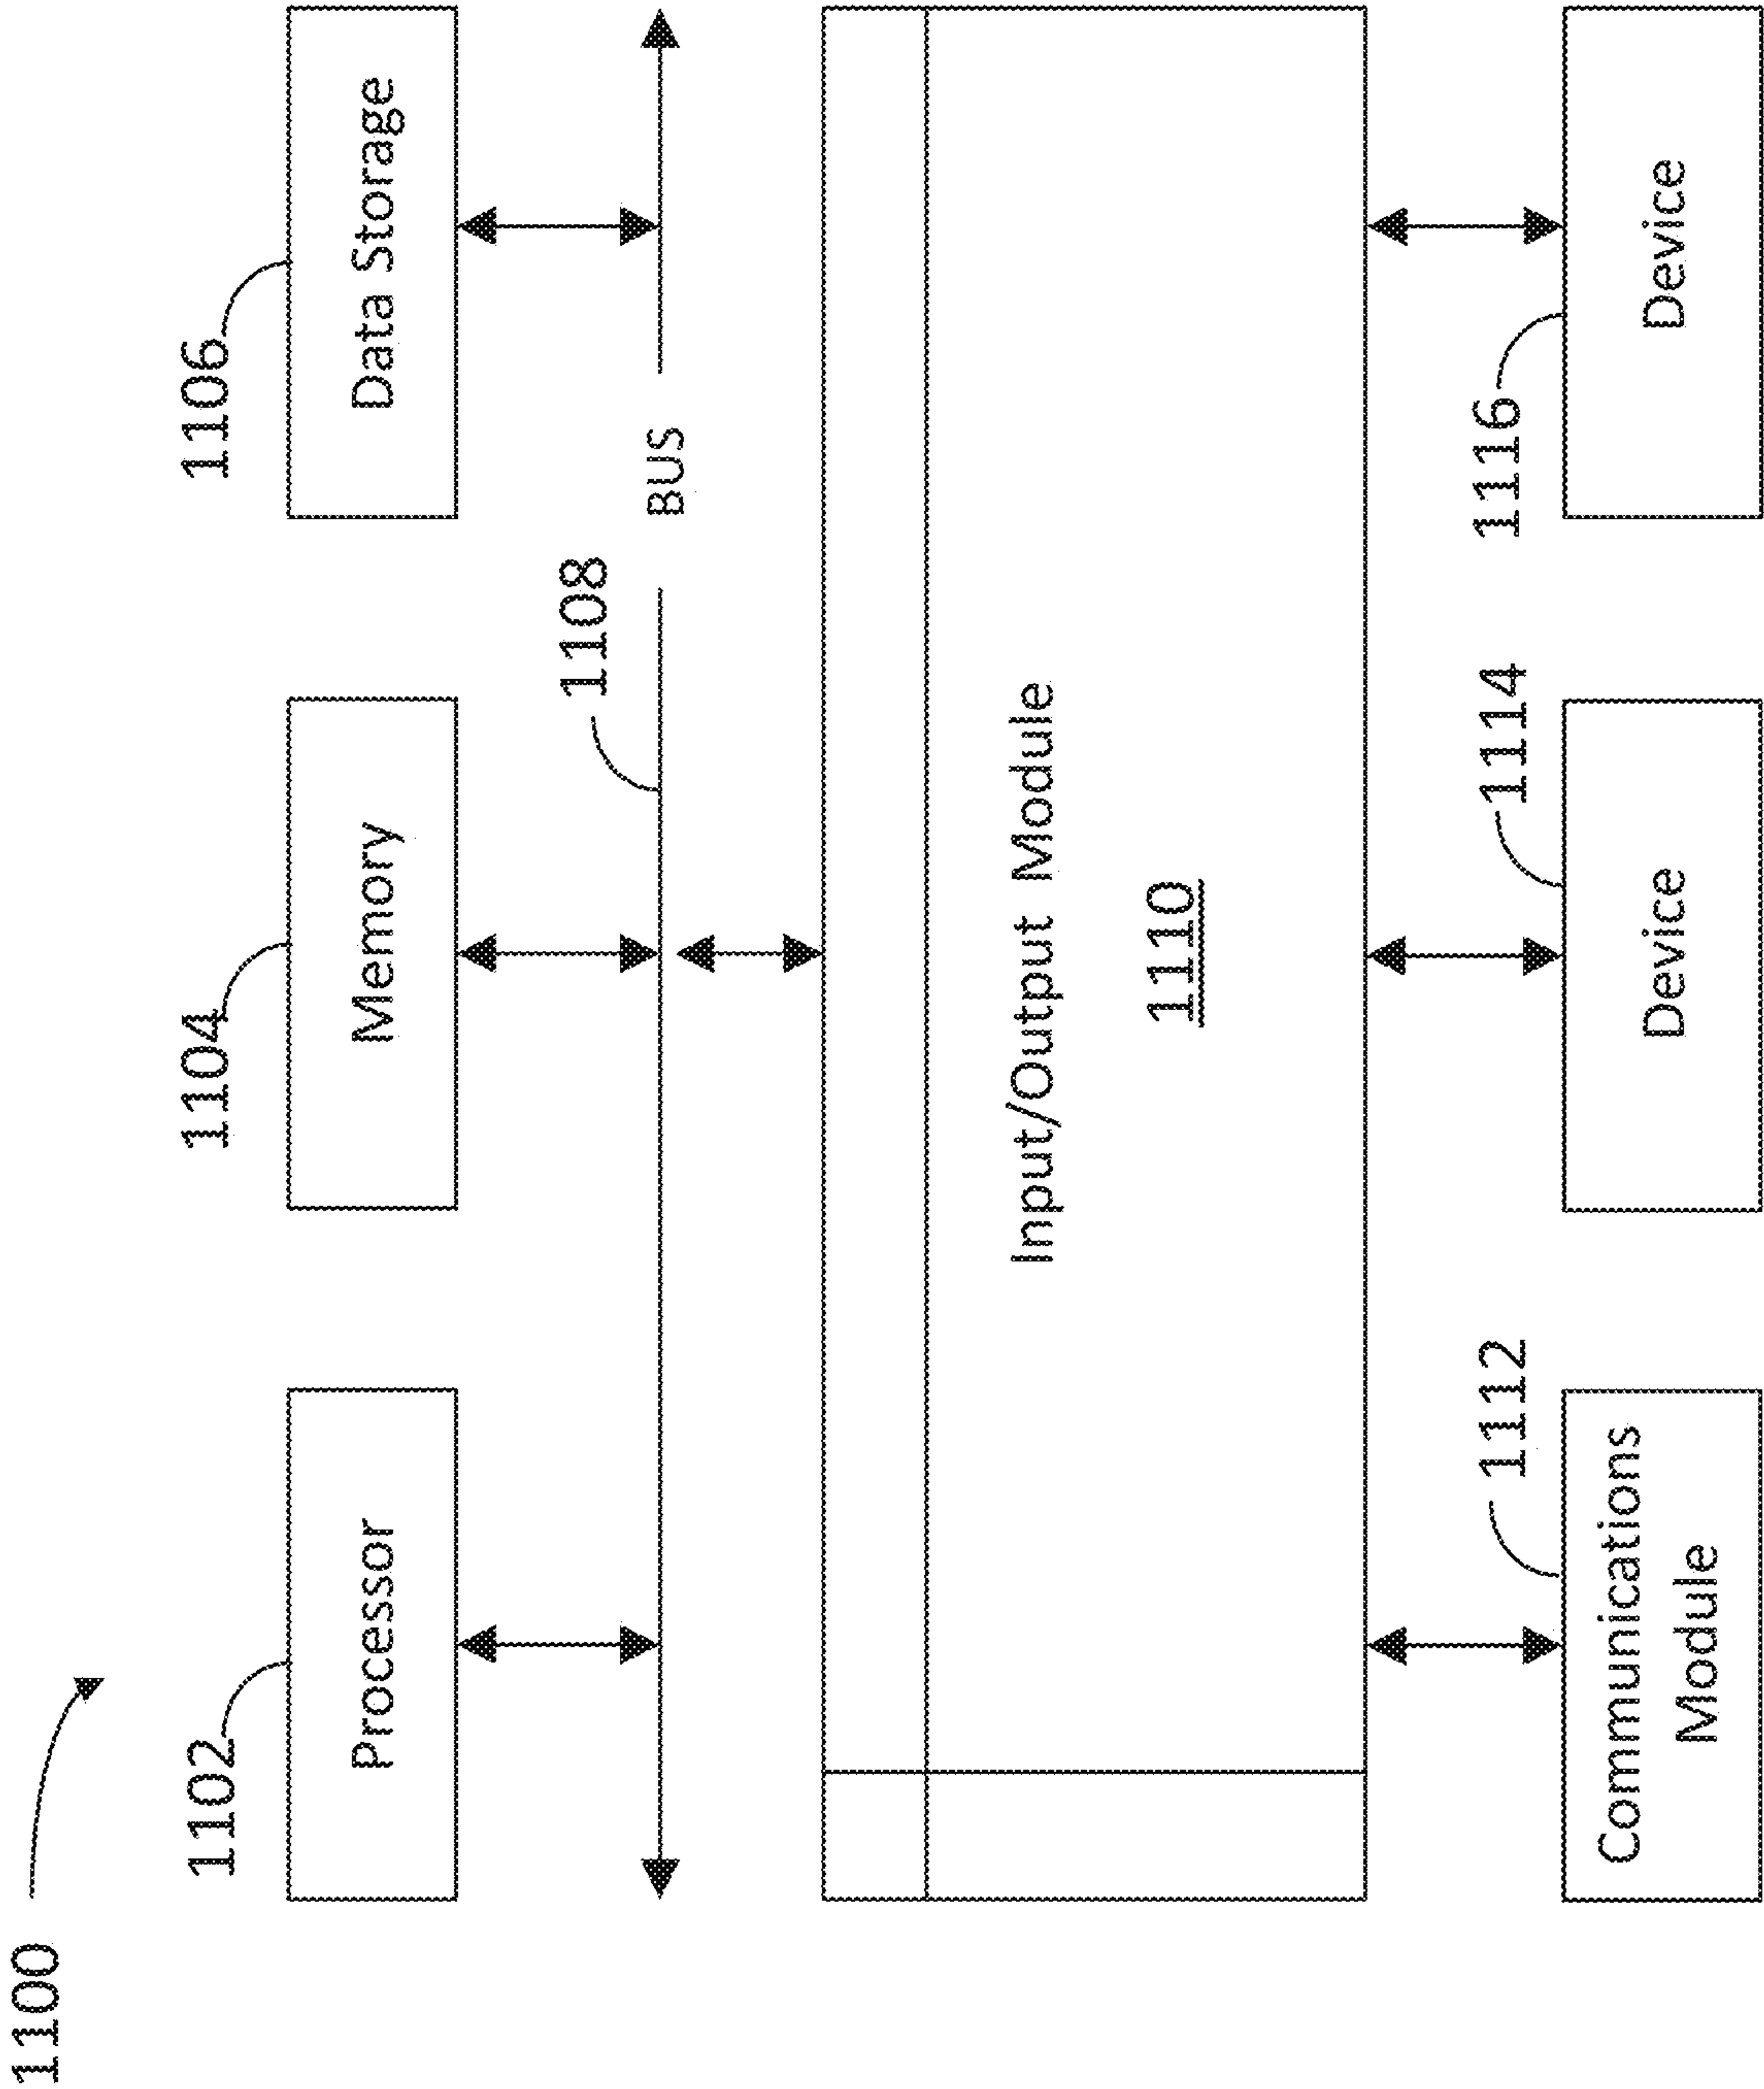 1100
1102
1104
1106
Processor
Memory
Data Storage
1108
BUS
Input/Output Module
1110
1112
1114
1116
Communications
Module
Device
Device